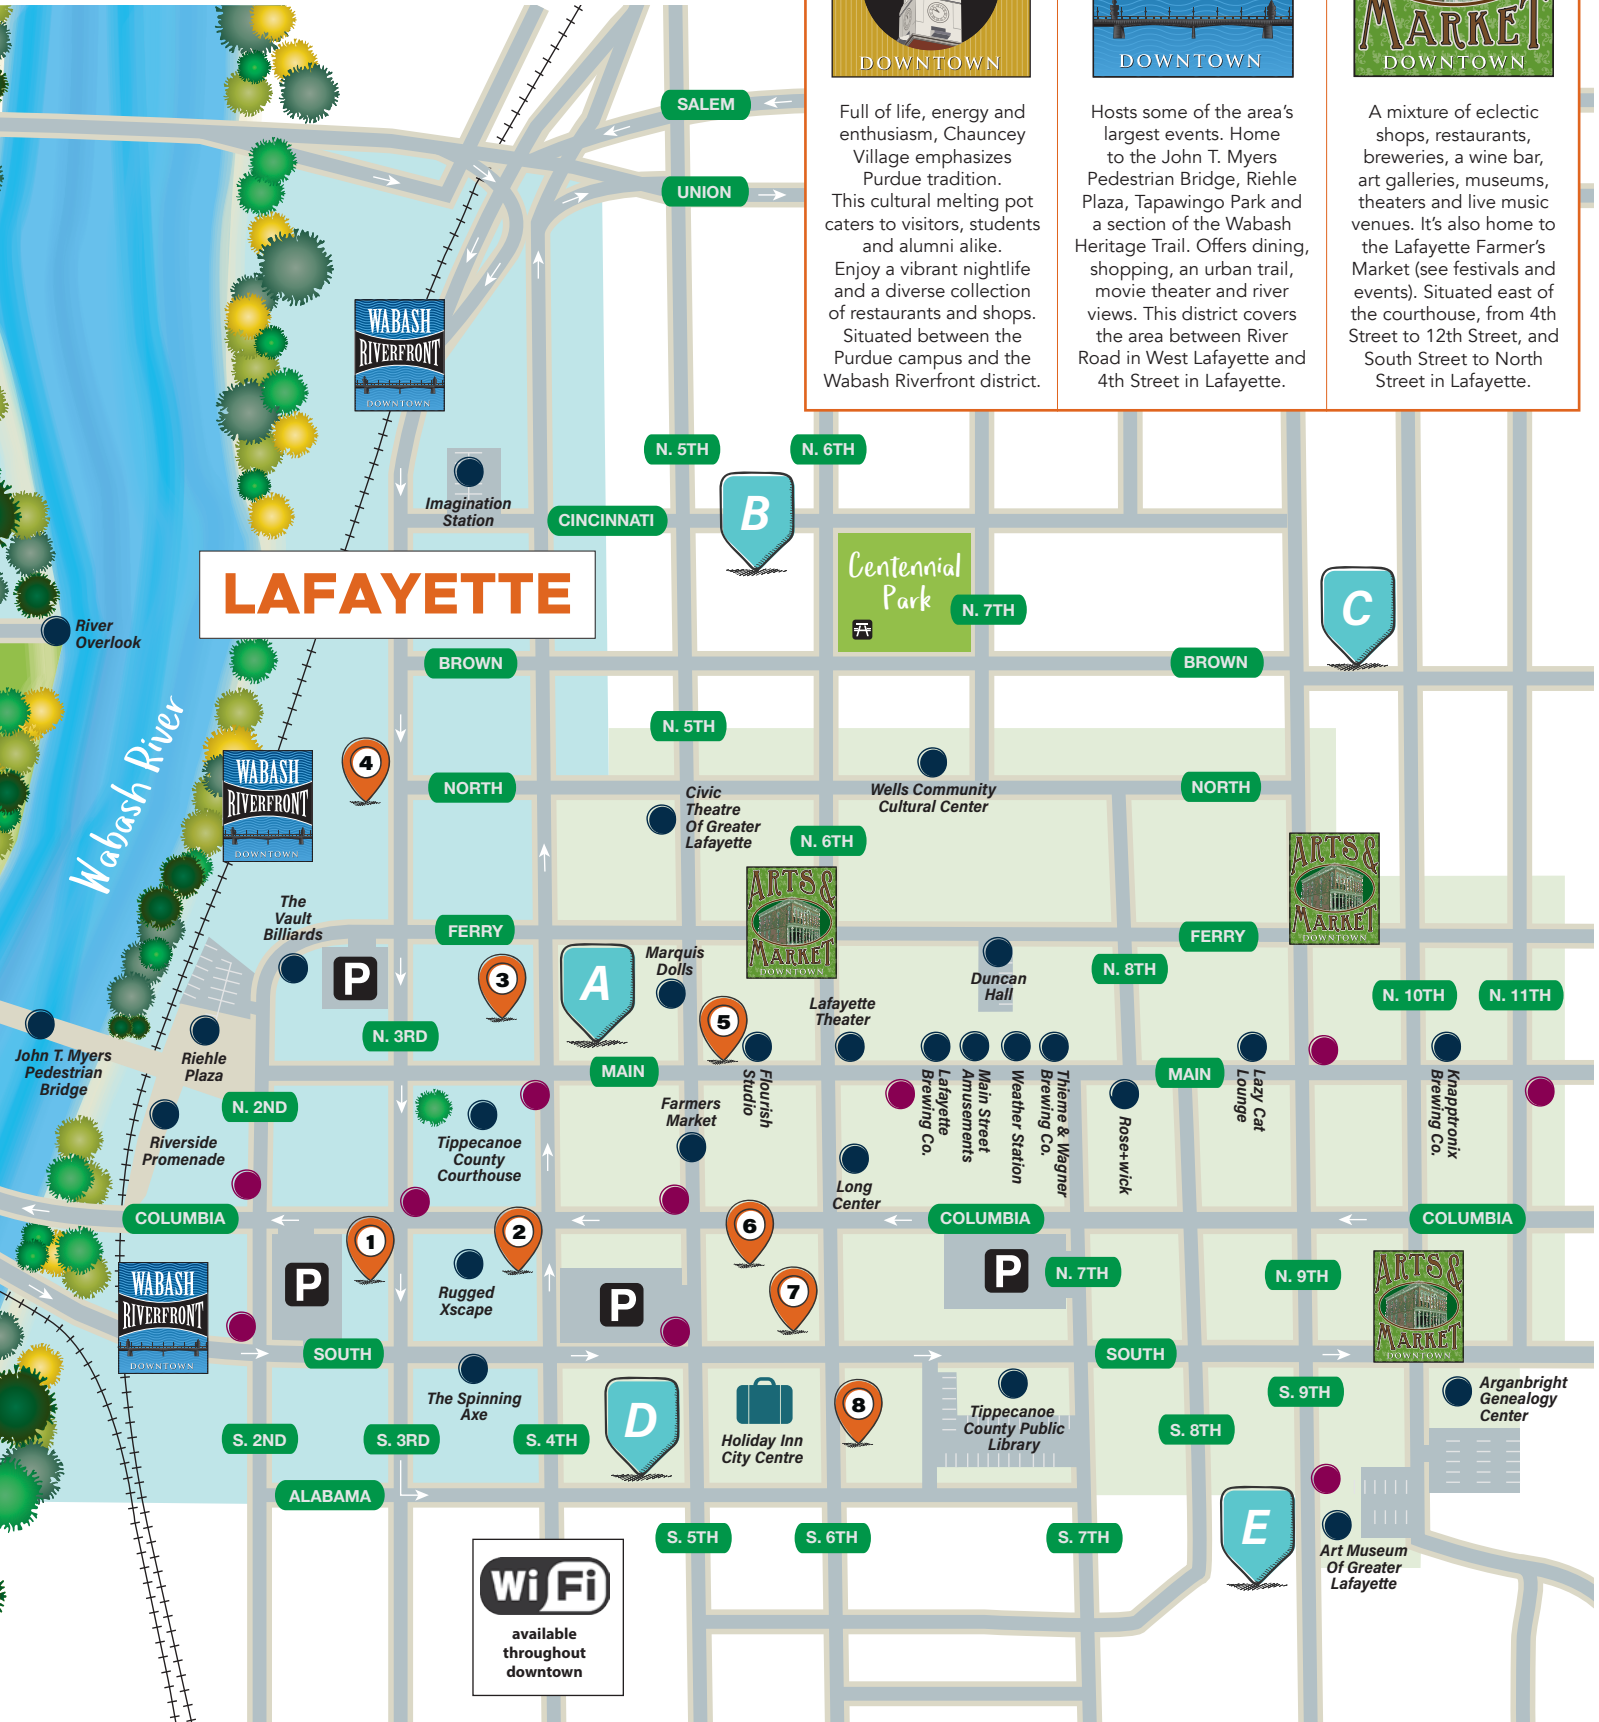 DOWNTOWN
Full of life, energy and
enthusiasm, Chauncey
Village emphasizes
Purdue tradition.
This cultural melting pot
caters to visitors, students
and alumni alike.
Enjoy a vibrant nightlife
and a diverse collection
of restaurants and shops.
Situated between the
Purdue campus and the
Wabash Riverfront district.
DOWNTOWN
Hosts some of the area's
largest events. Home
to the John T. Myers
Pedestrian Bridge, Riehle
Plaza, Tapawingo Park and
a section of the Wabash
Heritage Trail. Offers dining,
shopping, an urban trail,
movie theater and river
views. This district covers
the area between River
Road in West Lafayette and
4th Street in Lafayette.
MARKET
DOWNTOWN
A mixture of eclectic
shops, restaurants,
breweries, a wine bar,
art galleries, museums,
theaters and live music
venues. It's also home to
the Lafayette Farmer's
Market (see festivals and
events). Situated east of
the courthouse, from 4th
Street to 12th Street, and
South Street to North
Street in Lafayette.
SALEM
UNION
WABASH
RIVERFRONT
DOWNTOWN
N. 5TH
N. 6TH
Imagination
Station
CINCINNATI
B
LAFAYETTE
Centennial
Park
N. 7TH
C
River
Overlook
BROWN
BROWN
Wabash River
N. 5TH
WABASH
RIVERFRONT
DOWNTOWN
4
NORTH
Civic
Theatre
Of Greater
Lafayette
Wells Community
Cultural Center
NORTH
N. 6TH
ARTS &
MARKET
DOWNTOWN
ARTS &
MARKET
DOWNTOWN
The
Vault
Billiards
FERRY
FERRY
P
3
A
Marquis
Dolls
Duncan
Hall
N. 8TH
N. 10TH
N. 11TH
5
Lafayette
Theater
John T. Myers
Pedestrian
Bridge
Riehle
Plaza
N. 3RD
MAIN
MAIN
N. 2ND
Riverside
Promenade
Tippecanoe
County
Courthouse
Farmers
Market
Flourish
Studio
Long
Center
Lafayette
Brewing Co.
Main Street
Amusements
Weather Station
Thieme & Wagner
Brewing Co.
Rose+wick
Lazy Cat
Lounge
Knapptronix
Brewing Co.
COLUMBIA
COLUMBIA
COLUMBIA
1
2
6
P
Rugged
Xscape
P
7
P
N. 7TH
N. 9TH
WABASH
RIVERFRONT
DOWNTOWN
ARTS &
MARKET
DOWNTOWN
SOUTH
SOUTH
The Spinning
Axe
D
Holiday Inn
City Centre
8
Tippecanoe
County Public
Library
S. 9TH
Arganbright
Genealogy
Center
S. 8TH
S. 2ND
S. 3RD
S. 4TH
ALABAMA
E
S. 5TH
S. 6TH
S. 7TH
Art Museum
Of Greater
Lafayette
Wi Fi
available
throughout
downtown